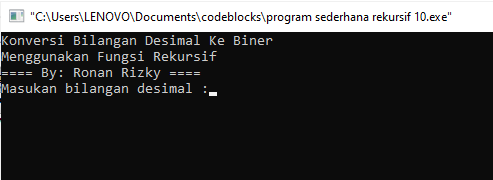 "C:\Users\LENOVO\Documents\codeblocks\program sederhana rekursif 10.exe"
Konversi Bilangan Desimal Ke Biner
Menggunakan Fungsi Rekursif
==== By: Ronan Rizky ====
Masukan bilangan desimal :